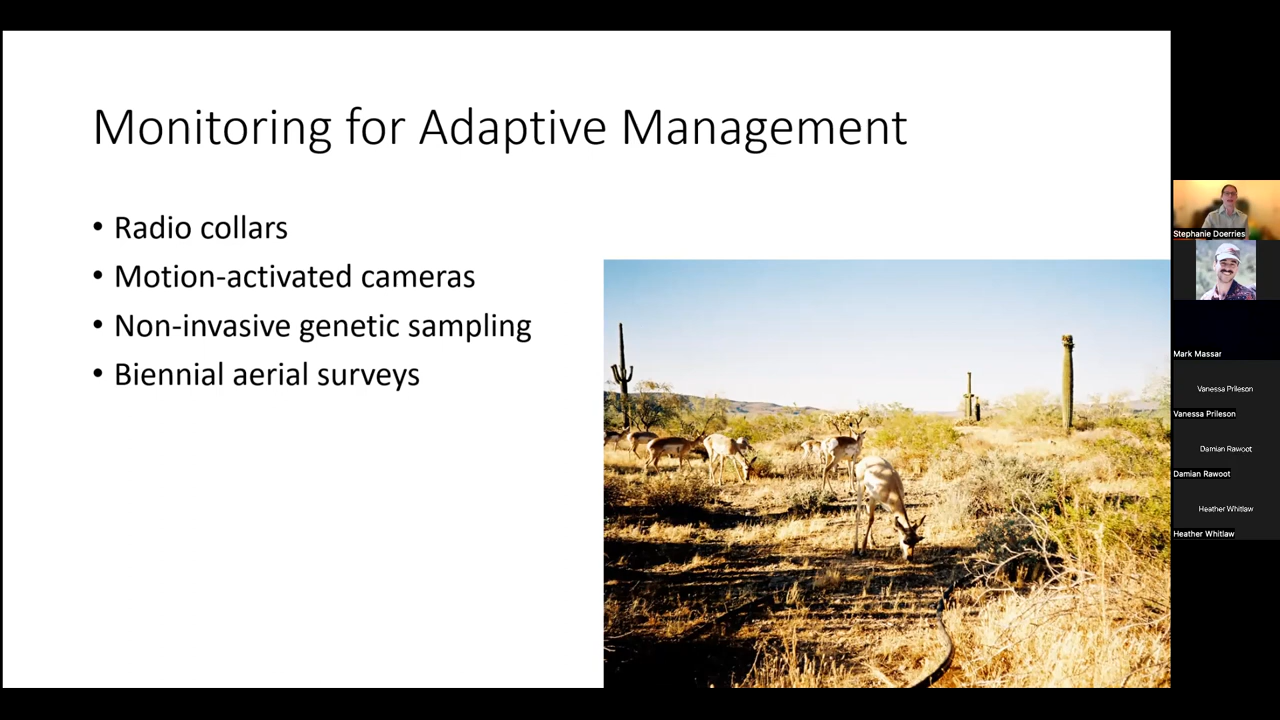 Monitoring for Adaptive Management
• Radio collars
• Motion-activated cameras
• Non-invasive genetic sampling
• Biennial aerial surveys
Stephanie Doerries
Mark Massar
Vanessa Prileson
Vanessa Prileson
Damian Rawoot
Damian Rawoot
Heather Whitlaw
Heather Whitlaw